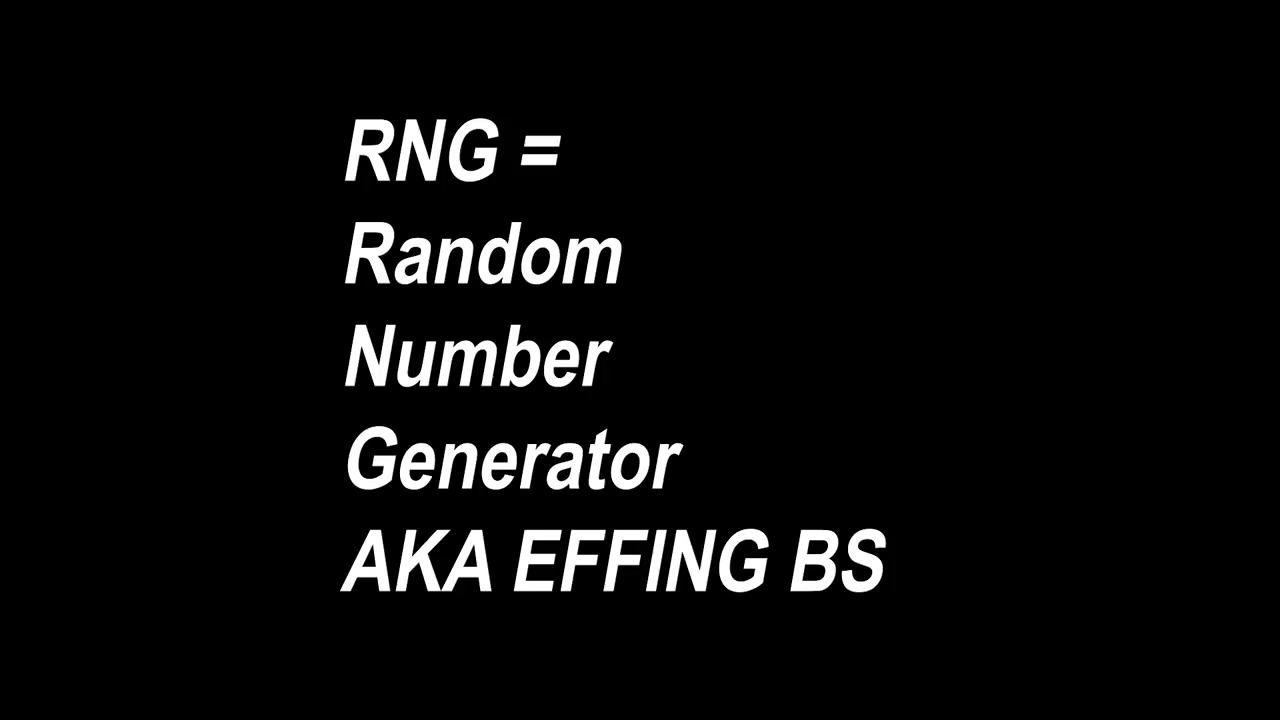 RNG =
Random
Number
Generator
AKA EFFING BS